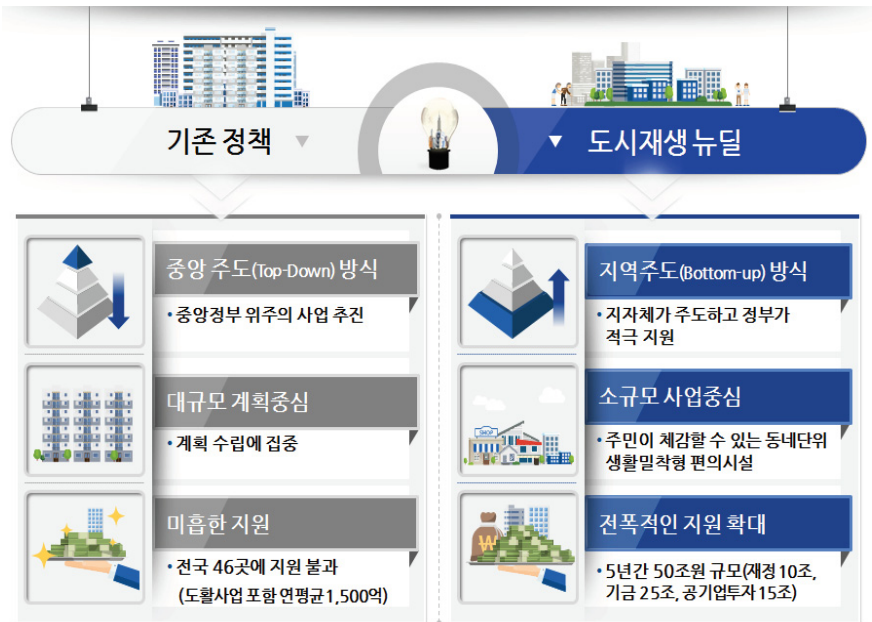 기존 정책
도시재생 뉴딜
중앙 주도(Top-Down) 방식
• 중앙정부 위주의 사업 추진
대규모 계획중심
• 계획 수립에 집중
미흡한 지원
• 전국 46곳에 지원 불과
(도활사업 포함 연평균 1,500억)
지역주도(Bottom-up) 방식
• 지자체가 주도하고 정부가
적극 지원
소규모 사업중심
SHOP
• 주민이 체감할 수 있는 동네단위
생활밀착형 편의시설
전폭적인 지원 확대
₩
• 5년간 50조원 규모(재정 10조,
기금 25조, 공기업투자 15조)